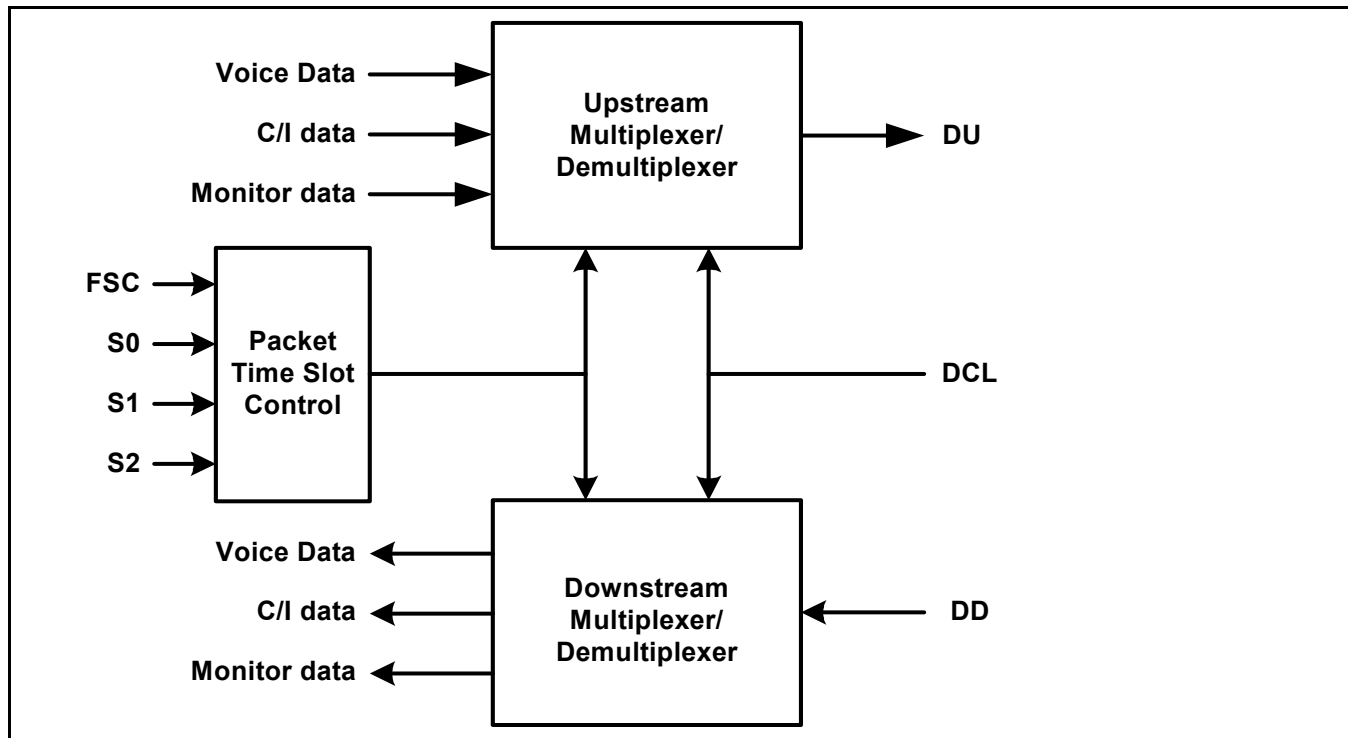 Voice Data
C/I data
Monitor data
Upstream
Multiplexer/
Demultiplexer
DU
FSC
S0
S1
S2
Packet
Time Slot
Control
DCL
Voice Data
C/I data
Monitor data
Downstream
Multiplexer/
Demultiplexer
DD